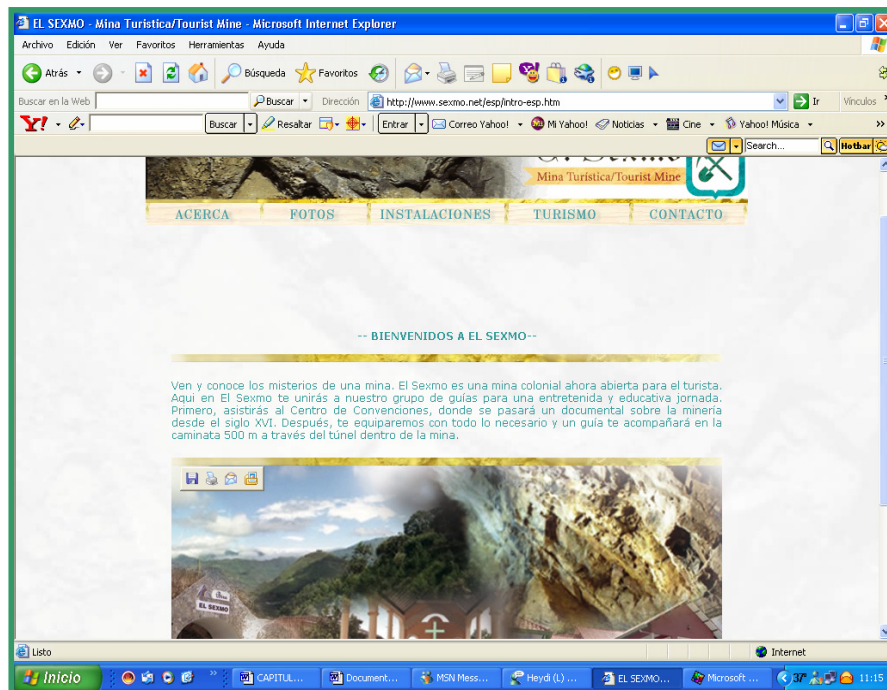 EL SEXMO - Mina Turistica/Tourist Mine - Microsoft Internet Explorer
Archivo Edición Ver Favoritos Herramientas Ayuda
Atrás Búsqueda Favoritos
Buscar en la Web Buscar Dirección http://www.sexmo.net/esp/intro-esp.htm Ir Vínculos »
Y! Buscar Resaltar Entrar Correo Yahoo! Mi Yahoo! Noticias Cine Yahoo! Música »
Search... Hotbar
El Sexmo
Mina Turística/Tourist Mine
ACERCA FOTOS INSTALACIONES TURISMO CONTACTO
-- BIENVENIDOS A EL SEXMO--
Ven y conoce los misterios de una mina. El Sexmo es una mina colonial ahora abierta para el turista.
Aqui en El Sexmo te unirás a nuestro grupo de guías para una entretenida y educativa jornada.
Primero, asistirás al Centro de Convenciones, donde se pasará un documental sobre la minería
desde el siglo XVI. Después, te equiparemos con todo lo necesario y un guía te acompañará en la
caminata 500 m a través del túnel dentro de la mina.
EL SEXMO
Listo Internet
Inicio » CAPITUL... Document... MSN Mess... Heydi (L) ... EL SEXMO... Microsoft ... 37° 11:15